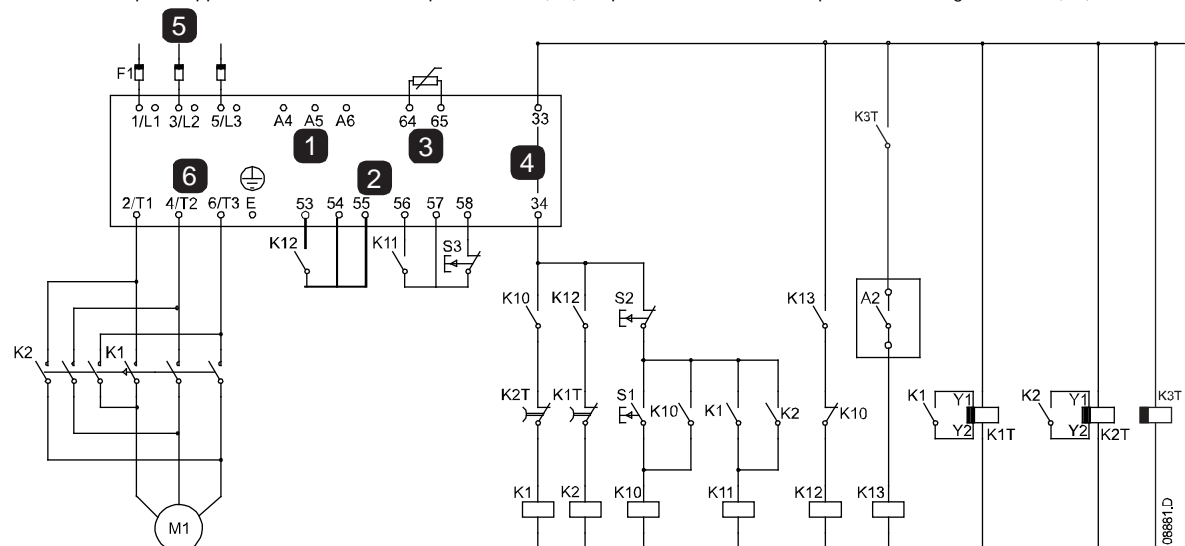 5
F1
1/L1 3/L2 5/L3 A4 A5 A6 64 65 33
K3T
1 3 4
6 2
2/T1 4/T2 6/T3 E 53 54 55 56 57 58 34
K12 K11 S3
K10 K12 S2 K13 A2
K2 K1
K2T K1T S1 K10 K1 K2 K10 K1 Y1 Y2 K1T K2 Y1 Y2 K2T K3T
K1 K2 K10 K11 K12 K13
M1
08881.D